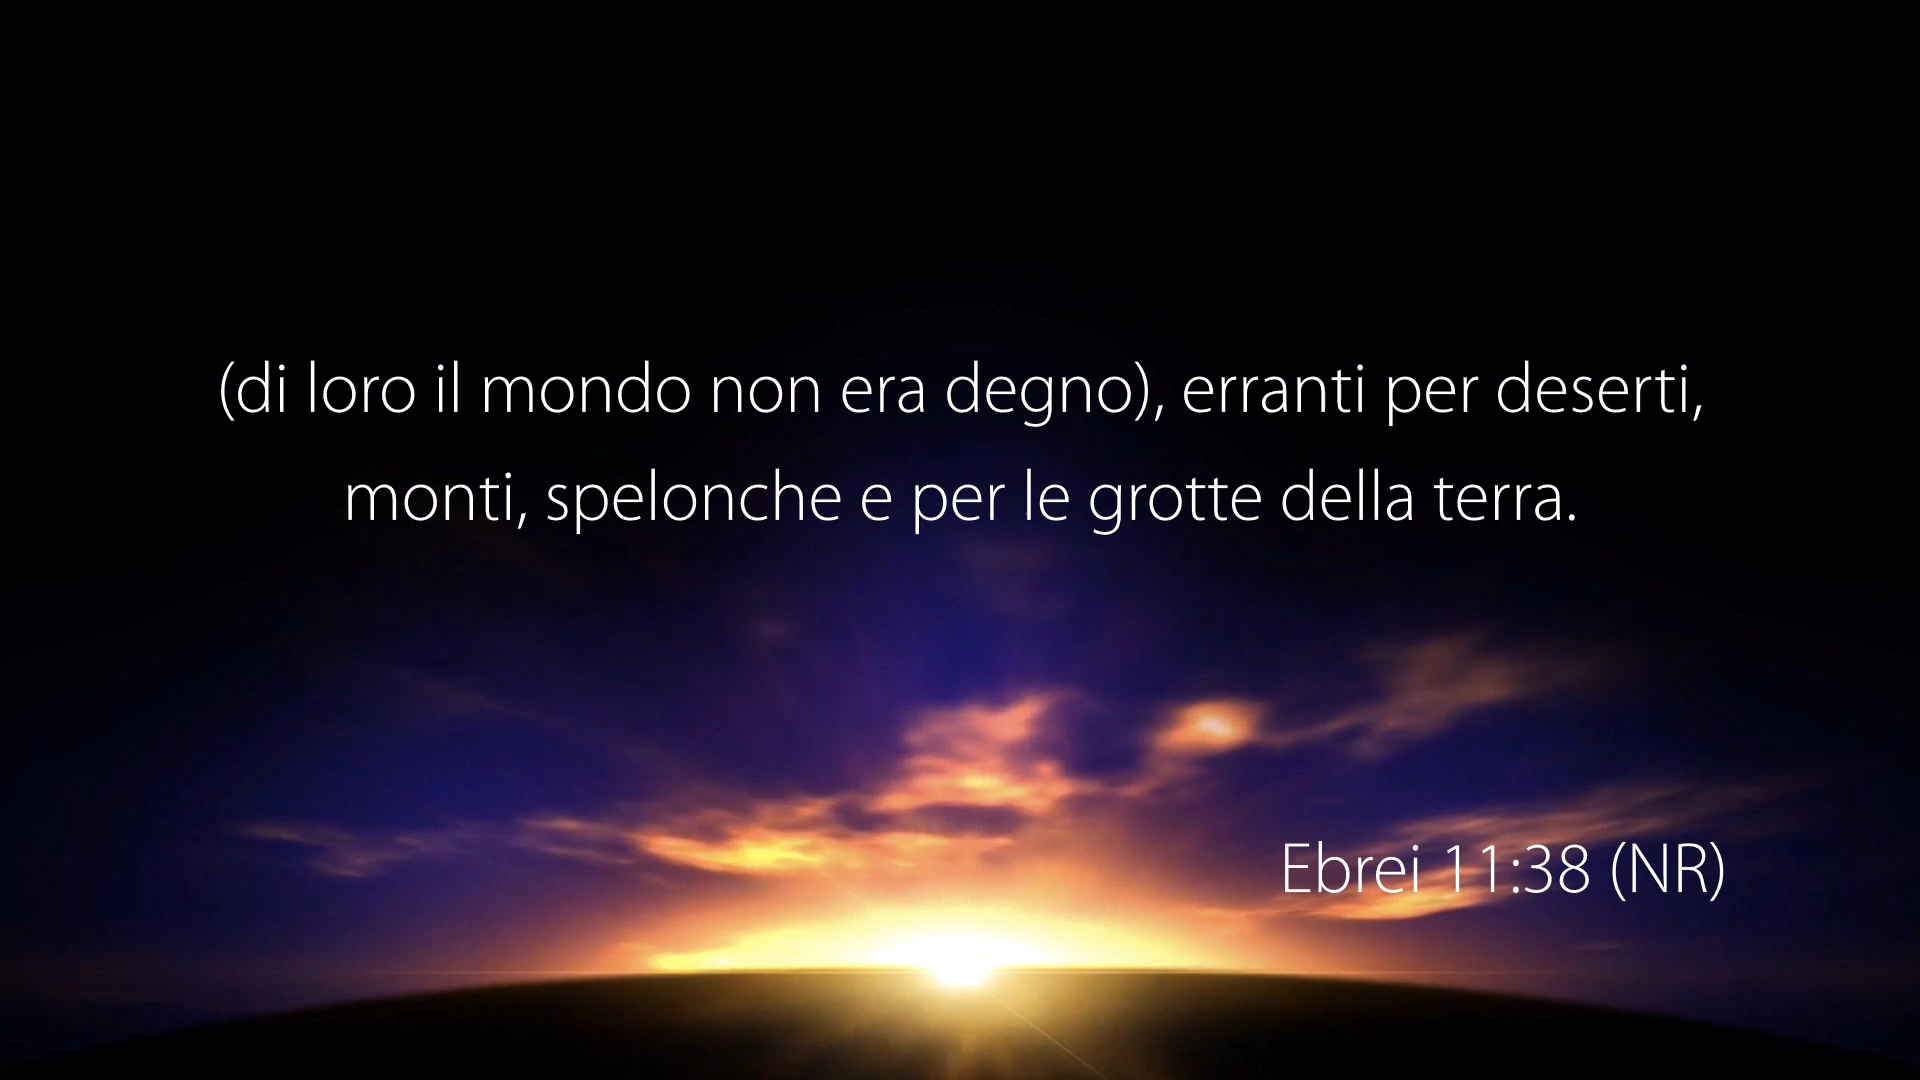 (di loro il mondo non era degno), erranti per deserti,
monti, spelonche e per le grotte della terra.
Ebrei 11:38 (NR)